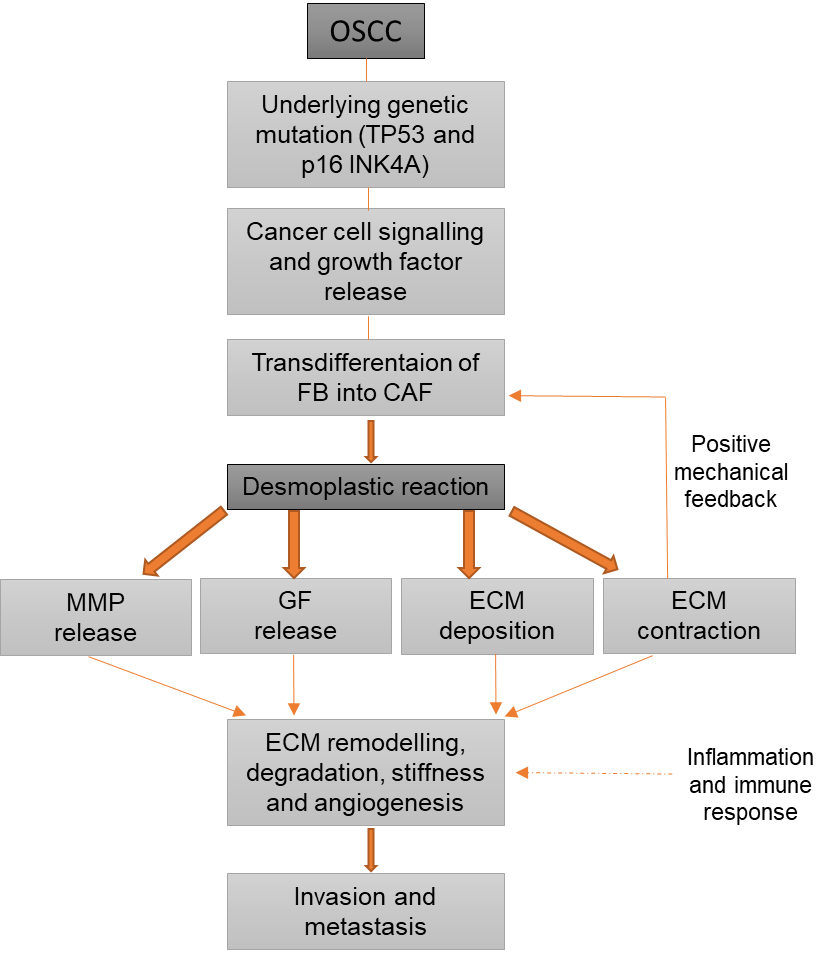 OSCC
Underlying genetic
mutation (TP53 and
p16 INK4A)
Cancer cell signalling
and growth factor
release
Transdifferentaion of
FB into CAF
Positive
mechanical
feedback
Desmoplastic reaction
MMP
release
GF
release
ECM
deposition
ECM
contraction
ECM remodelling,
degradation, stiffness
and angiogenesis
Inflammation
and immune
response
Invasion and
metastasis